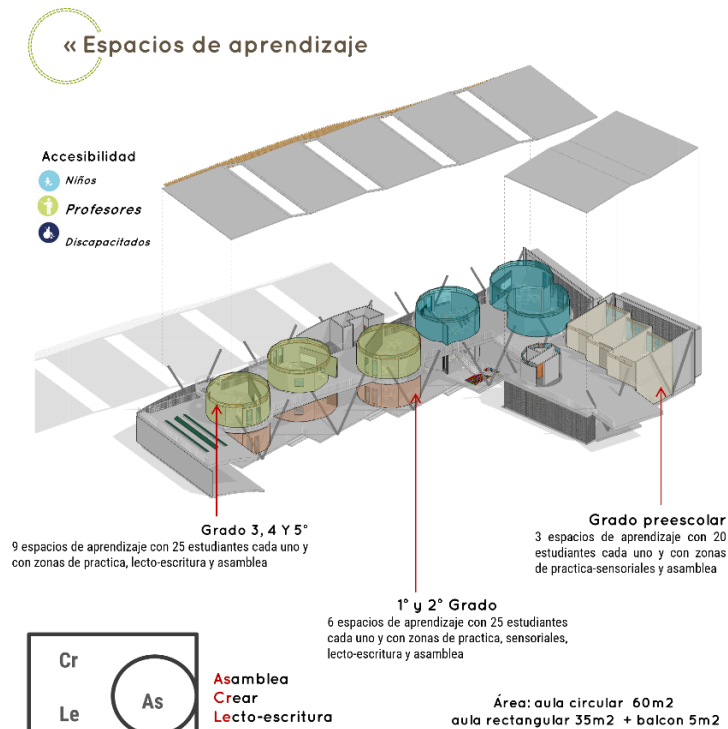 « Espacios de aprendizaje
Accesibilidad
Niños
Profesores
Discapacitados
Grado 3, 4 Y 5°
9 espacios de aprendizaje con 25 estudiantes cada uno y
con zonas de practica, lecto-escritura y asamblea
Grado preescolar
3 espacios de aprendizaje con 20
estudiantes cada uno y con zonas
de practica-sensoriales y asamblea
1° y 2° Grado
6 espacios de aprendizaje con 25 estudiantes
cada uno y con zonas de practica, sensoriales,
lecto-escritura y asamblea
Cr
Le
As
Asamblea
Crear
Lecto-escritura
Área: aula circular 60m2
aula rectangular 35m2 + balcon 5m2